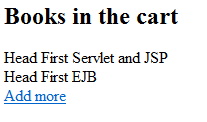 Books in the cart
Head First Servlet and JSP
Head First EJB
Add more